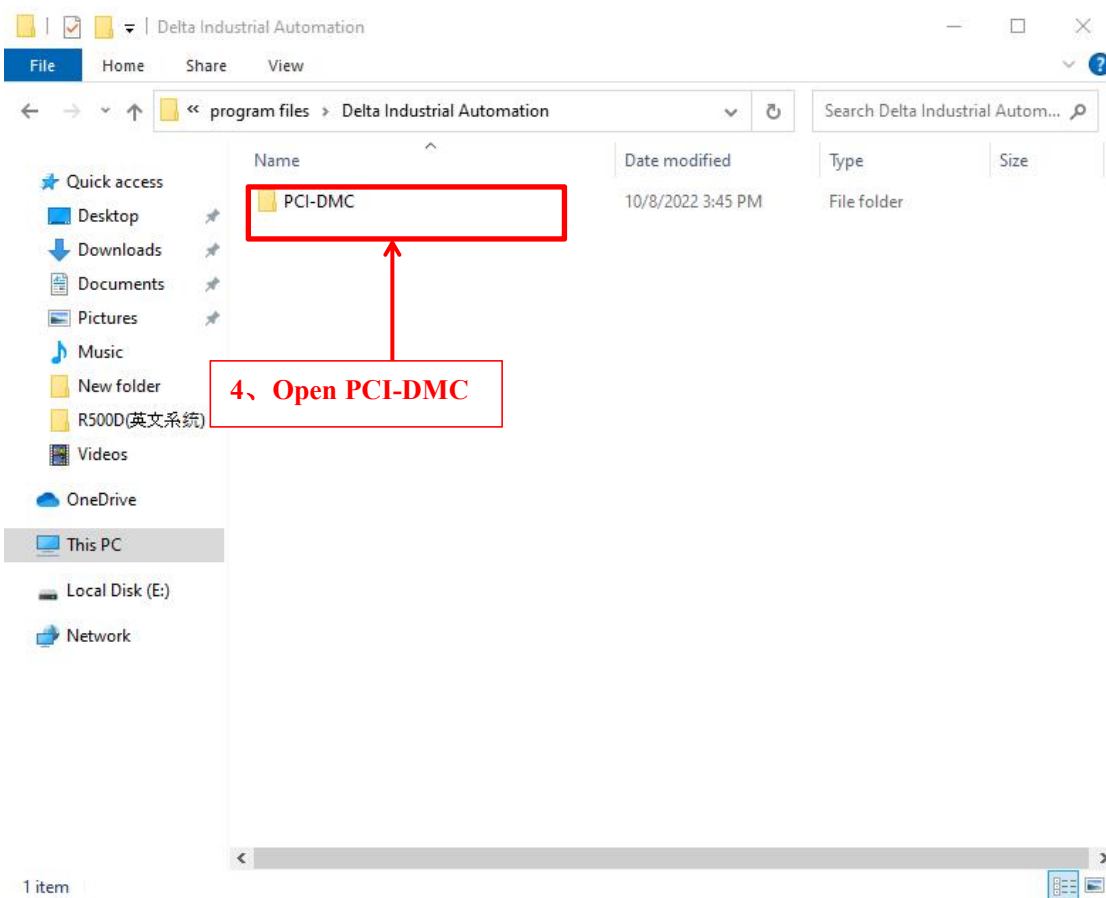 Delta Industrial Automation
File Home Share View
« program files › Delta Industrial Automation
Search Delta Industrial Autom...
Name Date modified Type Size
Quick access
Desktop
Downloads
Documents
Pictures
Music
New folder
R500D(英文系统)
Videos
OneDrive
This PC
Local Disk (E:)
Network
PCI-DMC 10/8/2022 3:45 PM File folder
4、Open PCI-DMC
1 item